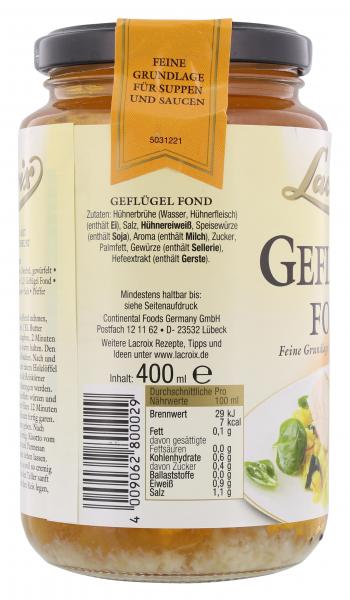 FEINE
GRUNDLAGE
FÜR SUPPEN
UND SAUCEN
5031221
GEFLÜGEL FOND
Zutaten: Hühnerbrühe (Wasser, Hühnerfleisch)
(enthält Ei), Salz, Hühnereiweiß, Speisewürze
(enthält Soja), Aroma (enthält Milch), Zucker,
Palmfett, Gewürze (enthält Sellerie),
Hefeextrakt (enthält Gerste).
Mindestens haltbar bis:
siehe Seitenaufdruck
Continental Foods Germany GmbH
Postfach 12 11 62 • D- 23532 Lübeck
Weitere Lacroix Rezepte, Tipps und
Ideen unter www.lacroix.de
Inhalt: 400 ml e
Durchschnittliche Pro
Nährwerte 100 ml
Brennwert 29 kJ
7 kcal
Fett 0,1 g
davon gesättigte
Fettsäuren 0,0 g
Kohlenhydrate 0,6 g
davon Zucker 0,4 g
Ballaststoffe 0,0 g
Eiweiß 0,9 g
Salz 1,1 g
4 009062 800029
La
GEFL
FO
Feine Grundla